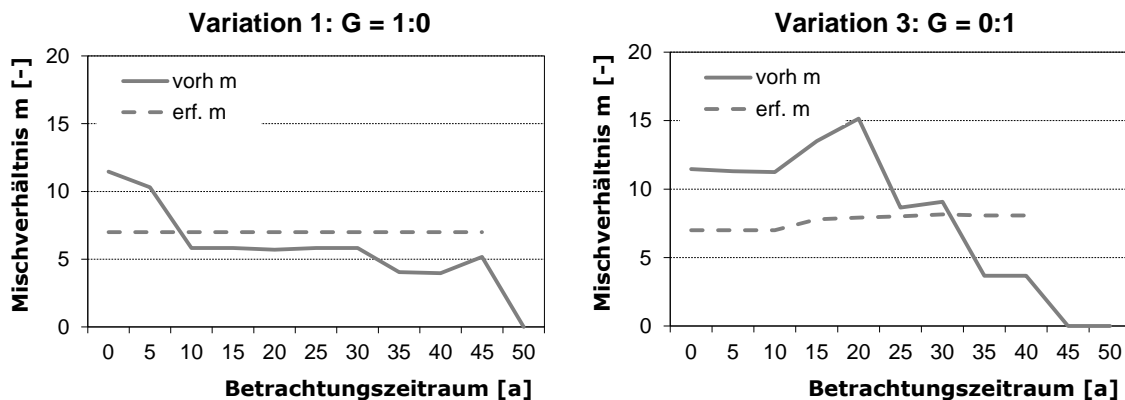 Variation 1: G = 1:0
Mischverhältnis m [-]
20
15
10
5
0
vorh m
erf. m
0 5 10 15 20 25 30 35 40 45 50
Betrachtungszeitraum [a]
Variation 3: G = 0:1
Mischverhältnis m [-]
20
15
10
5
0
vorh m
erf. m
0 5 10 15 20 25 30 35 40 45 50
Betrachtungszeitraum [a]